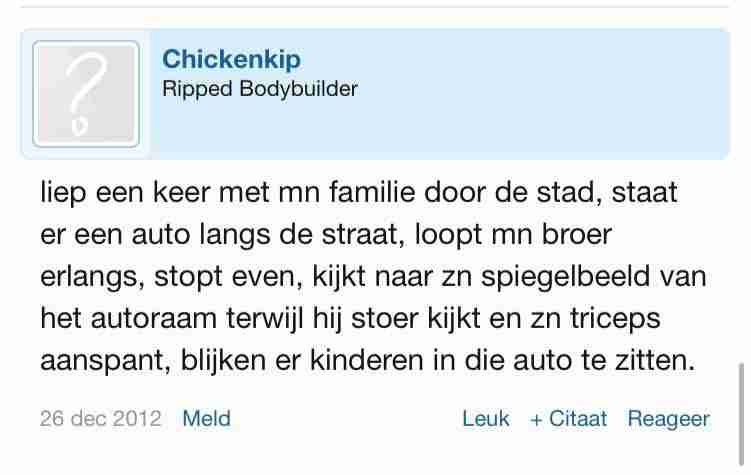 Chickenkip
Ripped Bodybuilder
liep een keer met mn familie door de stad, staat
er een auto langs de straat, loopt mn broer
erlangs, stopt even, kijkt naar zn spiegelbeeld van
het autoraam terwijl hij stoer kijkt en zn triceps
aanspant, blijken er kinderen in die auto te zitten.
26 dec 2012 Meld Leuk + Citaat Reageer